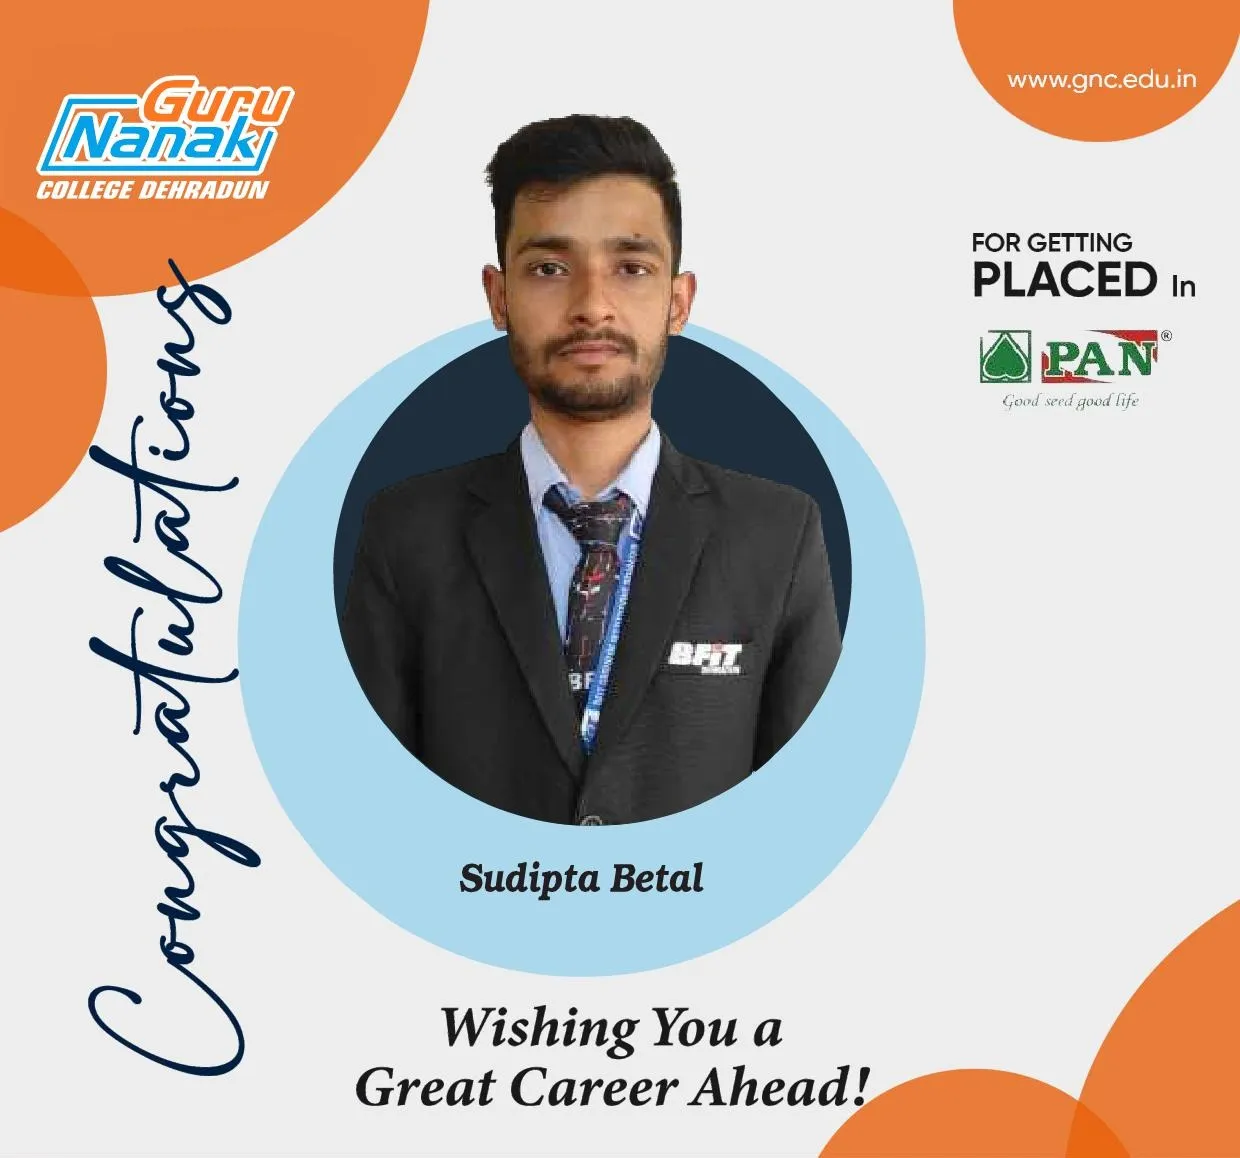 Guru
Nanak
COLLEGE DEHRADUN
www.gnc.edu.in
Congratulations
FOR GETTING
PLACED In
PAN®
Good seed good life
BFIT
BF
Sudipta Betal
Wishing You a
Great Career Ahead!